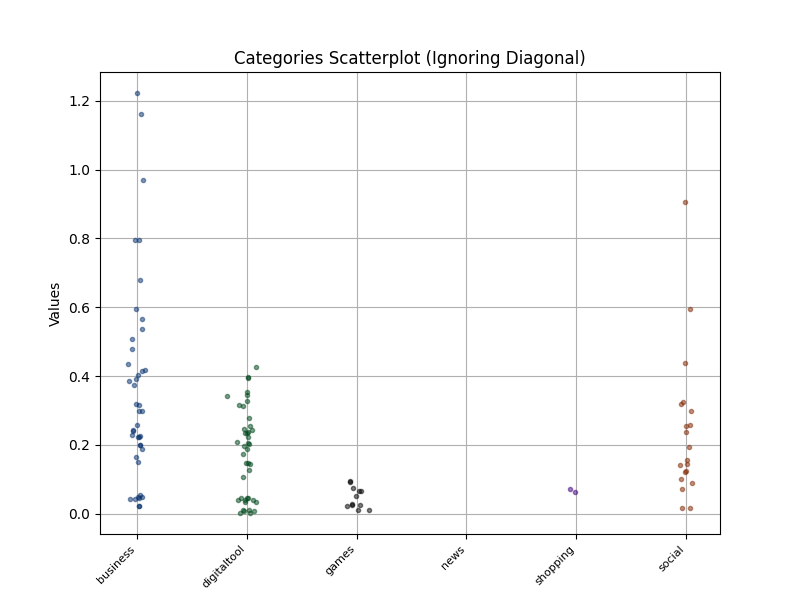 Categories Scatterplot (Ignoring Diagonal)
Values
1.2
1.0
0.8
0.6
0.4
0.2
0.0
business
digitaltool
games
news
shopping
social